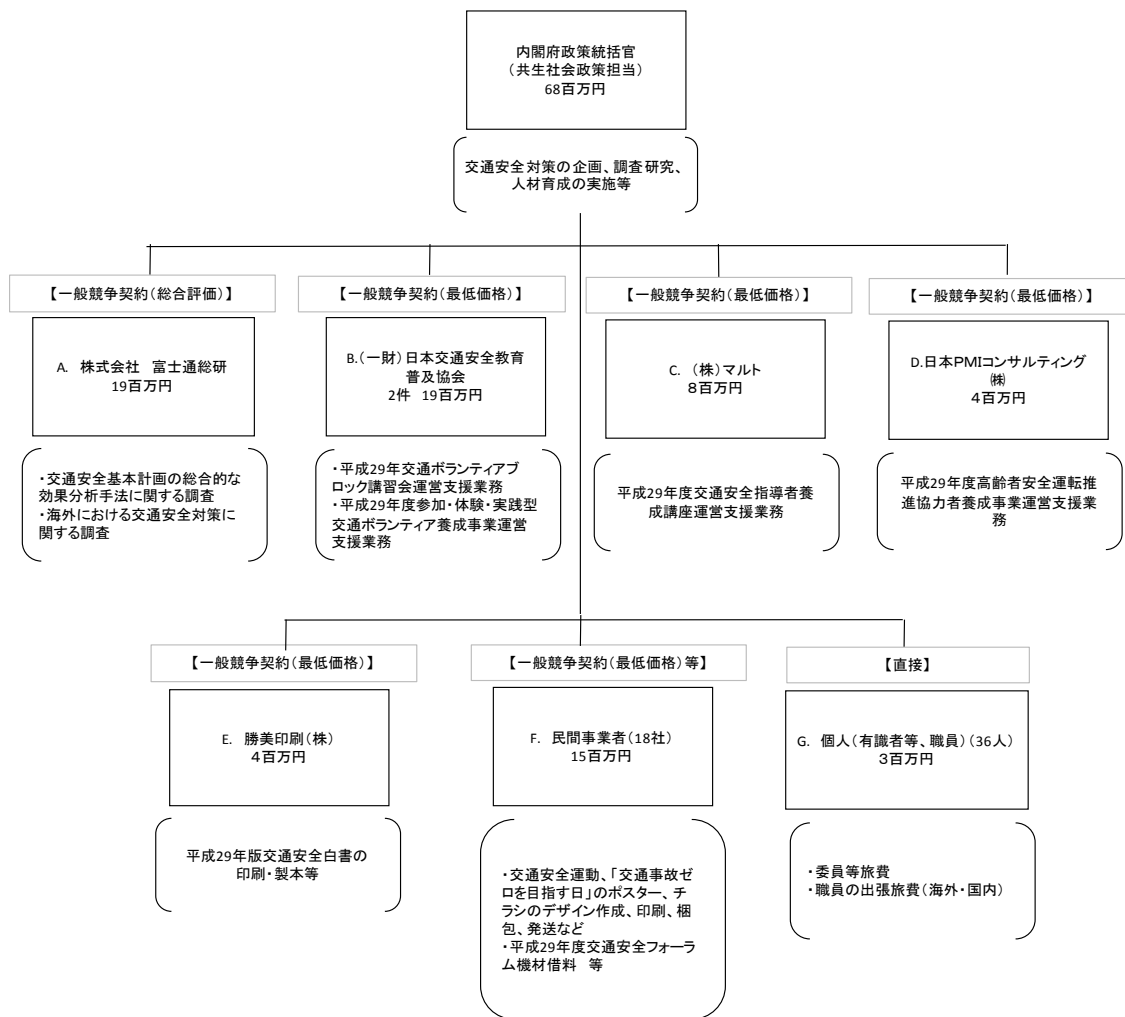 内閣府政策統括官
（共生社会政策担当）
68百万円
交通安全対策の企画、調査研究、
人材育成の実施等
【一般競争契約（総合評価）】
A. 株式会社 富士通総研
19百万円
・交通安全基本計画の総合的な
効果分析手法に関する調査
・海外における交通安全対策に
関する調査
【一般競争契約（最低価格）】
B.（一財）日本交通安全教育
普及協会
2件 19百万円
・平成29年交通ボランティアブ
ロック講習会運営支援業務
・平成29年度参加・体験・実践型
交通ボランティア養成事業運営
支援業務
【一般競争契約（最低価格）】
C. （株）マルト
８百万円
平成29年度交通安全指導者養
成講座運営支援業務
【一般競争契約（最低価格）】
D.日本PMIコンサルティング
㈱
４百万円
平成29年度高齢者安全運転推
進協力者養成事業運営支援業
務
【一般競争契約（最低価格）】
E. 勝美印刷（株）
４百万円
平成29年版交通安全白書の
印刷・製本等
【一般競争契約（最低価格）等】
F. 民間事業者（18社）
15百万円
・交通安全運動、「交通事故ゼ
ロを目指す日」のポスター、チ
ラシのデザイン作成、印刷、梱
包、発送など
・平成29年度交通安全フォーラ
ム機材借料 等
【直接】
G. 個人（有識者等、職員）（36人）
３百万円
・委員等旅費
・職員の出張旅費（海外・国内）